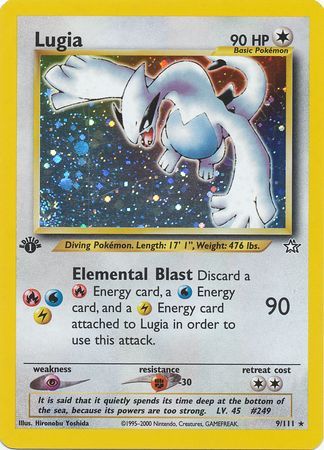 Lugia 90 HP
Basic Pokémon
Diving Pokémon. Length: 17' 1", Weight: 476 lbs.
EDITION
1
Elemental Blast Discard a
Energy card, a Energy
card, and a Energy card
attached to Lugia in order to
use this attack.
90
weakness resistance retreat cost
-30
It is said that it quietly spends its time deep at the bottom of
the sea, because its powers are too strong. LV. 45 #249
Illus. Hironobu Yoshida ©1995-2000 Nintendo, Creatures, GAMEFREAK. 9/111 ★